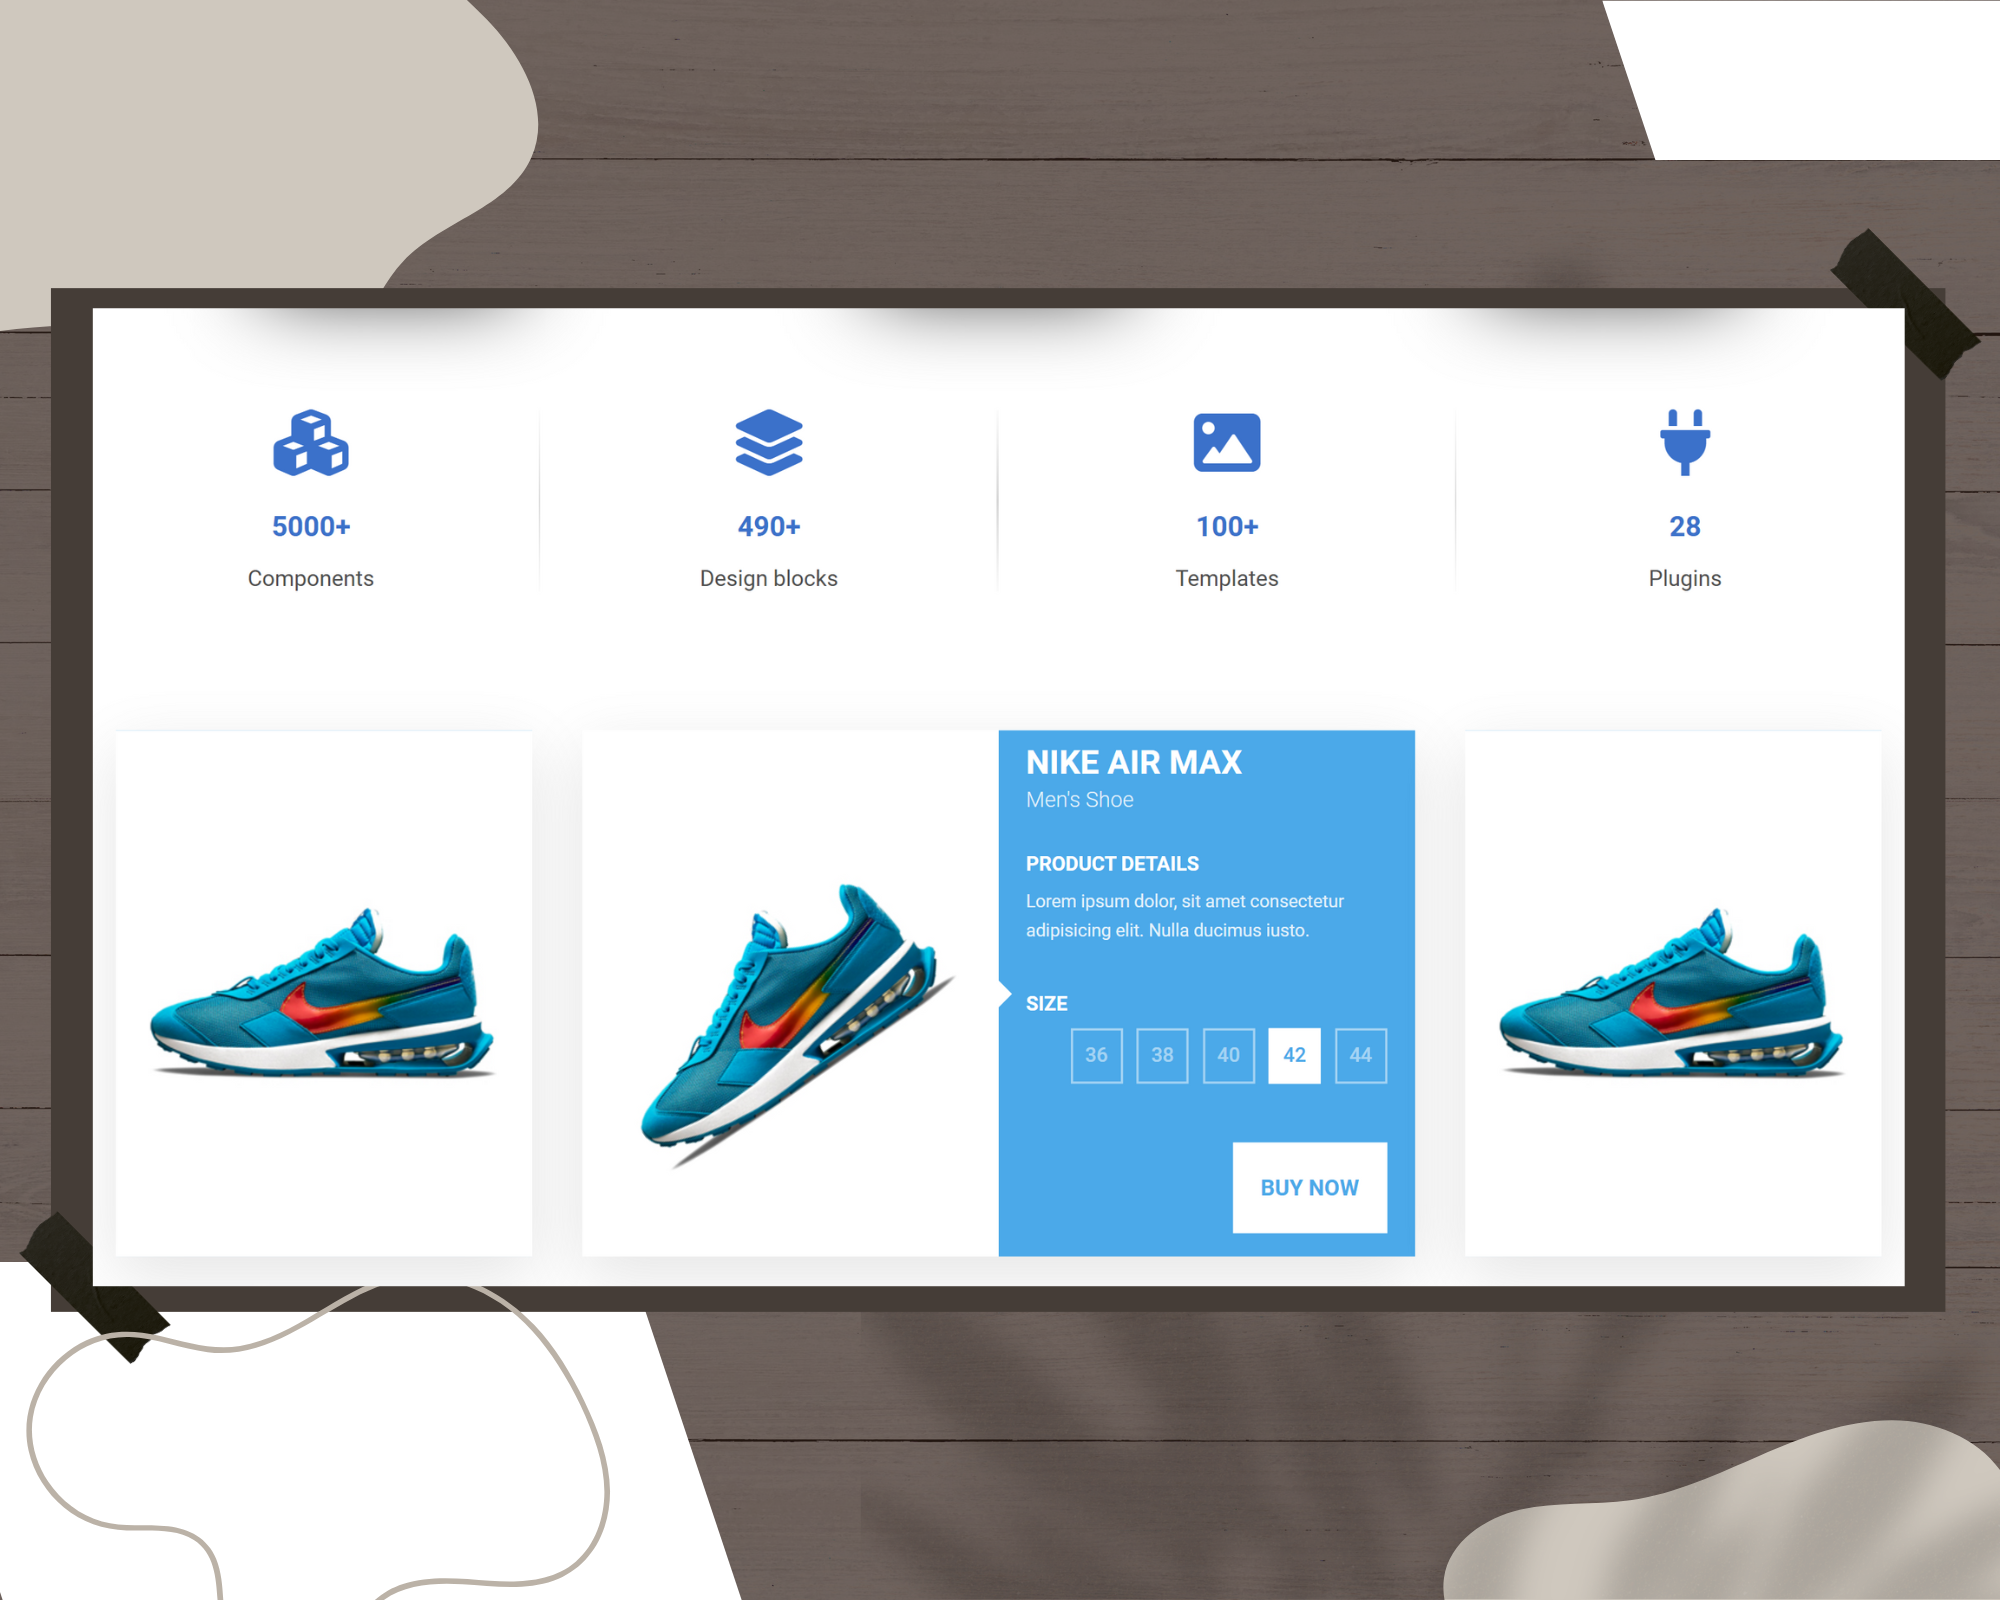 5000+
Components
490+
Design blocks
100+
Templates
28
Plugins
NIKE AIR MAX
Men's Shoe
PRODUCT DETAILS
Lorem ipsum dolor, sit amet consectetur
adipisicing elit. Nulla ducimus iusto.
SIZE
36 38 40 42 44
BUY NOW